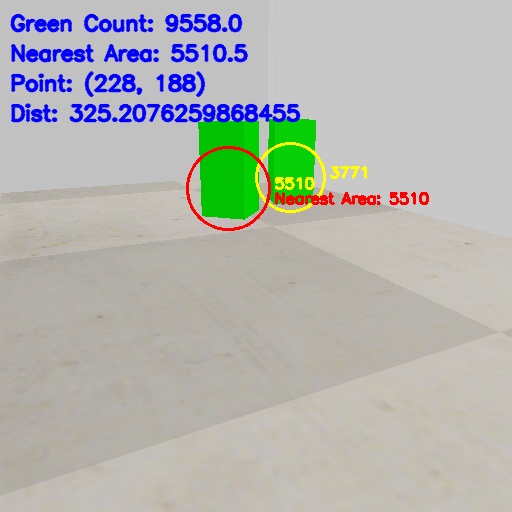 Green Count: 9558.0
Nearest Area: 5510.5
Point: (228, 188)
Dist: 325.2076259868455
3771
5510
Nearest Area: 5510